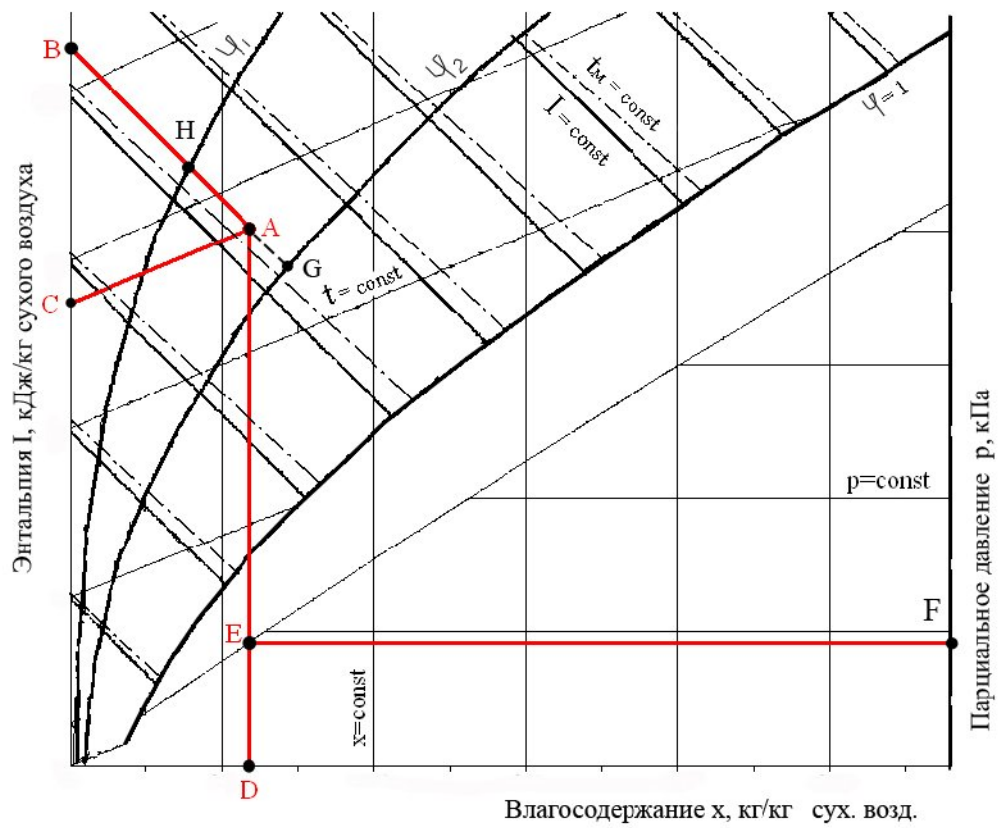 B
φ₁
φ₂
tм = const
I = const
φ=1
H
A
G
t = const
C
Энтальпия I, кДж/кг сухого воздуха
p=const
Парциальное давление p, кПа
F
E
x=const
D
Влагосодержание x, кг/кг сух. возд.